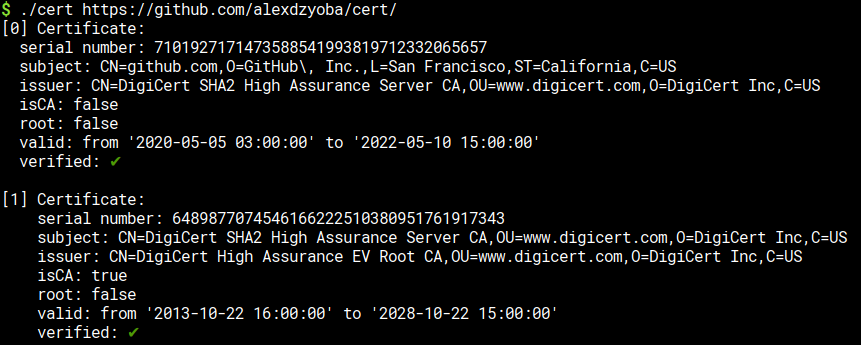 $ ./cert https://github.com/alexdzyoba/cert/
[0] Certificate:
serial number: 7101927171473588541993819712332065657
subject: CN=github.com,O=GitHub\, Inc.,L=San Francisco,ST=California,C=US
issuer: CN=DigiCert SHA2 High Assurance Server CA,OU=www.digicert.com,O=DigiCert Inc,C=US
isCA: false
root: false
valid: from '2020-05-05 03:00:00' to '2022-05-10 15:00:00'
verified: ✔
[1] Certificate:
serial number: 6489877074546166222510380951761917343
subject: CN=DigiCert SHA2 High Assurance Server CA,OU=www.digicert.com,O=DigiCert Inc,C=US
issuer: CN=DigiCert High Assurance EV Root CA,OU=www.digicert.com,O=DigiCert Inc,C=US
isCA: true
root: false
valid: from '2013-10-22 16:00:00' to '2028-10-22 15:00:00'
verified: ✔